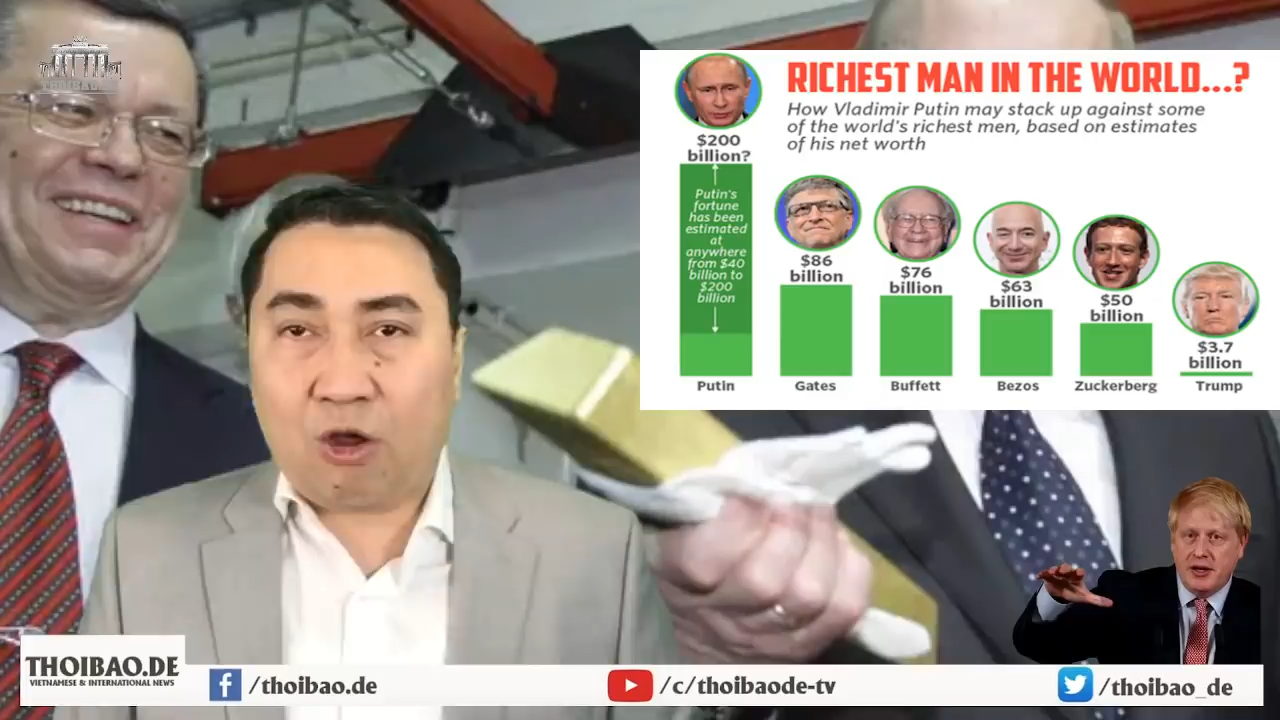 THOIBAO.DE
RICHEST MAN IN THE WORLD...?
How Vladimir Putin may stack up against some
of the world's richest men, based on estimates
of his net worth
$200
billion?
Putin's
fortune
has been
estimated
at
anywhere
from $40
billion to
$200
billion
$86
billion
$76
billion
$63
billion
$50
billion
$3.7
billion
Putin
Gates
Buffett
Bezos
Zuckerberg
Trump
THOIBAO.DE
VIETNAMESE & INTERNATIONAL NEWS
/thoibao.de
/c/thoibaode-tv
/thoibao_de